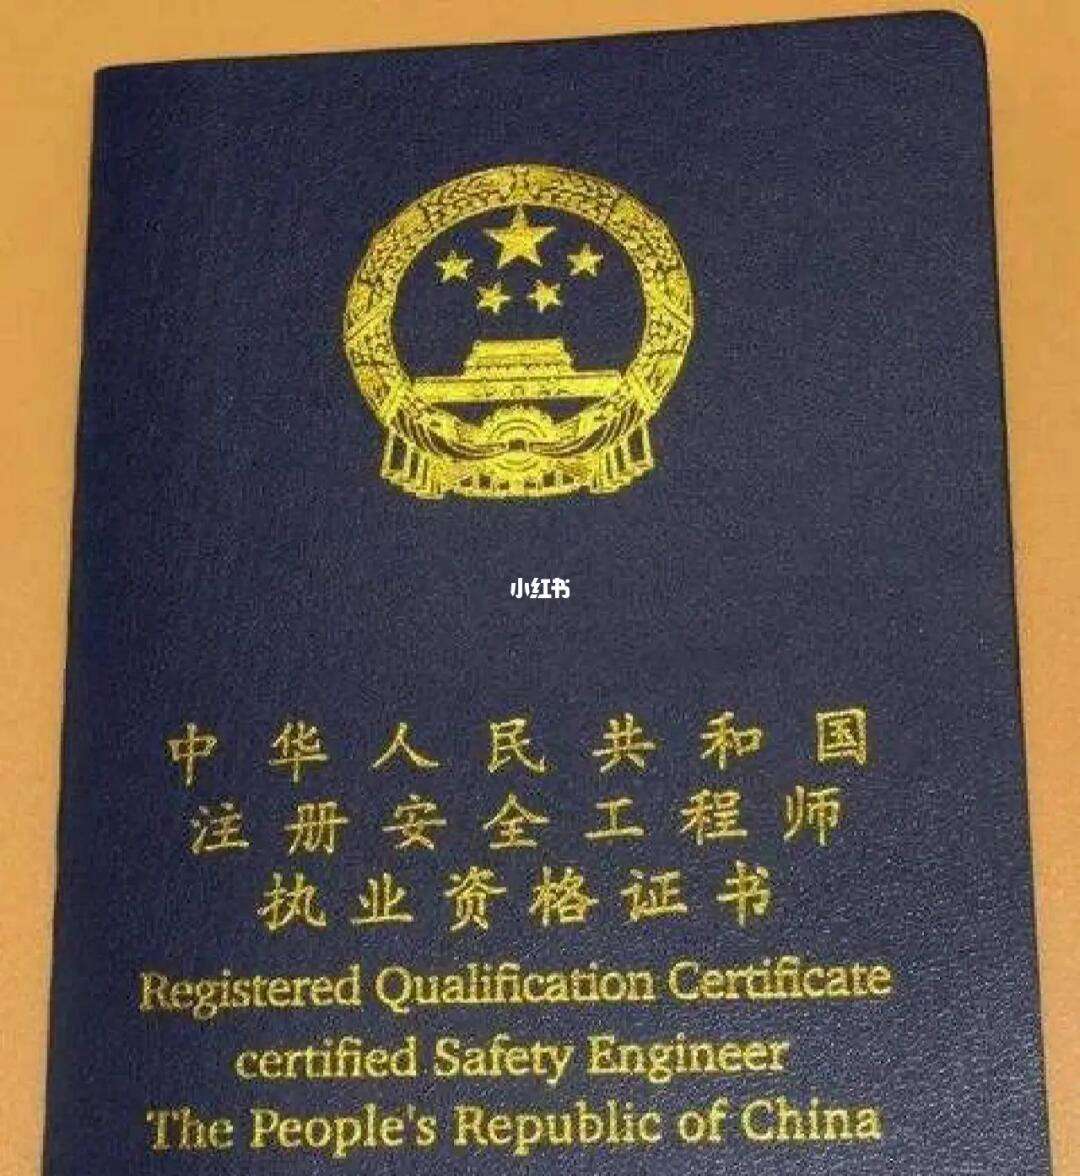 小红书
中华人民共和国
注册安全工程师
执业资格证书
Registered Qualification Certificate
certified Safety Engineer
The People's Republic of China